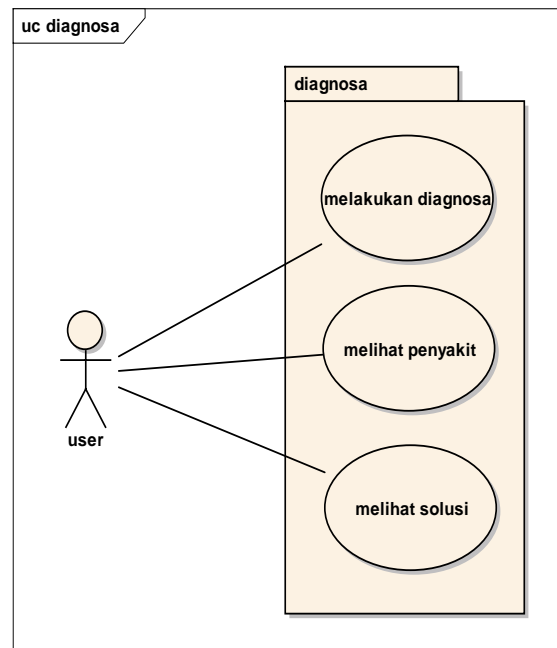 uc diagnosa
diagnosa
melakukan diagnosa
melihat penyakit
user
melihat solusi